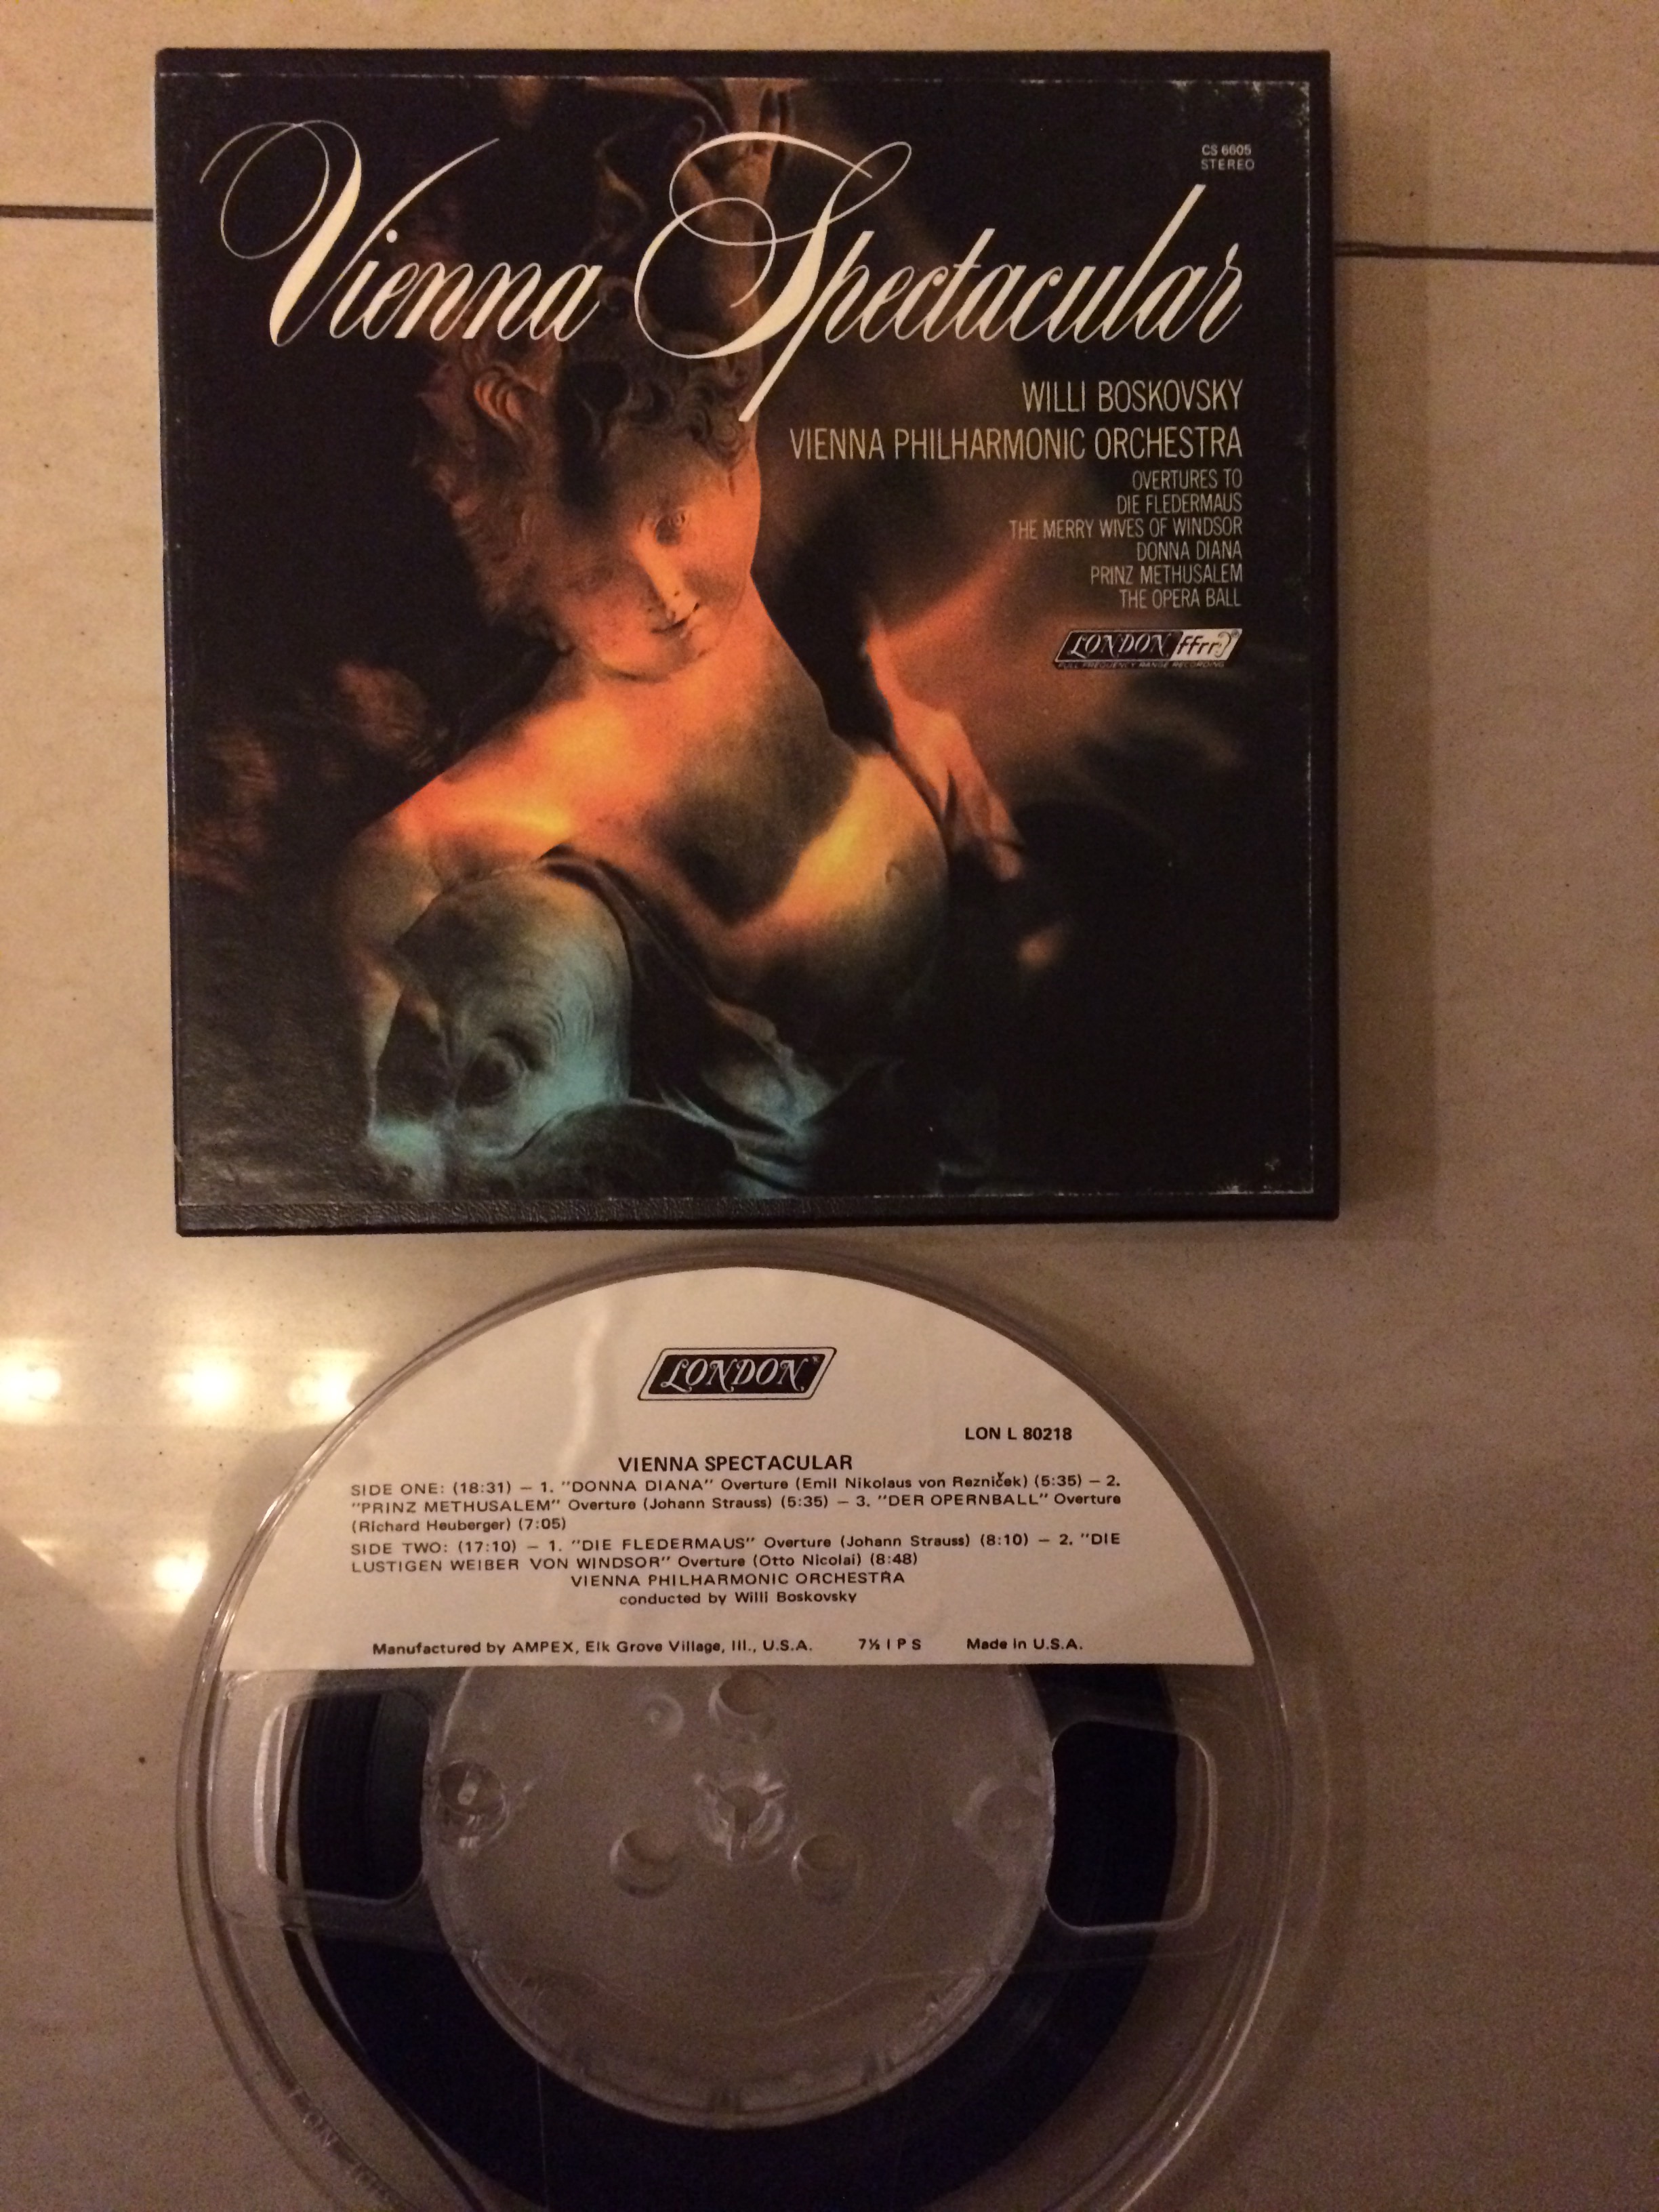 Vienna Spectacular
CS 6605
STEREO
WILLI BOSKOVSKY
VIENNA PHILHARMONIC ORCHESTRA
OVERTURES TO
DIE FLEDERMAUS
THE MERRY WIVES OF WINDSOR
DONNA DIANA
PRINZ METHUSALEM
THE OPERA BALL
LONDON ffrr
FULL FREQUENCY RANGE RECORDING
LONDON
LON L 80218
VIENNA SPECTACULAR
SIDE ONE: (18:31) — 1. "DONNA DIANA" Overture (Emil Nikolaus von Rezniček) (5:35) — 2.
"PRINZ METHUSALEM" Overture (Johann Strauss) (5:35) — 3. "DER OPERNBALL" Overture
(Richard Heuberger) (7:05)
SIDE TWO: (17:10) — 1. "DIE FLEDERMAUS" Overture (Johann Strauss) (8:10) — 2. "DIE
LUSTIGEN WEIBER VON WINDSOR" Overture (Otto Nicolai) (8:48)
VIENNA PHILHARMONIC ORCHESTRA
conducted by Willi Boskovsky
Manufactured by AMPEX, Elk Grove Village, Ill., U.S.A. 7½ I P S Made in U.S.A.